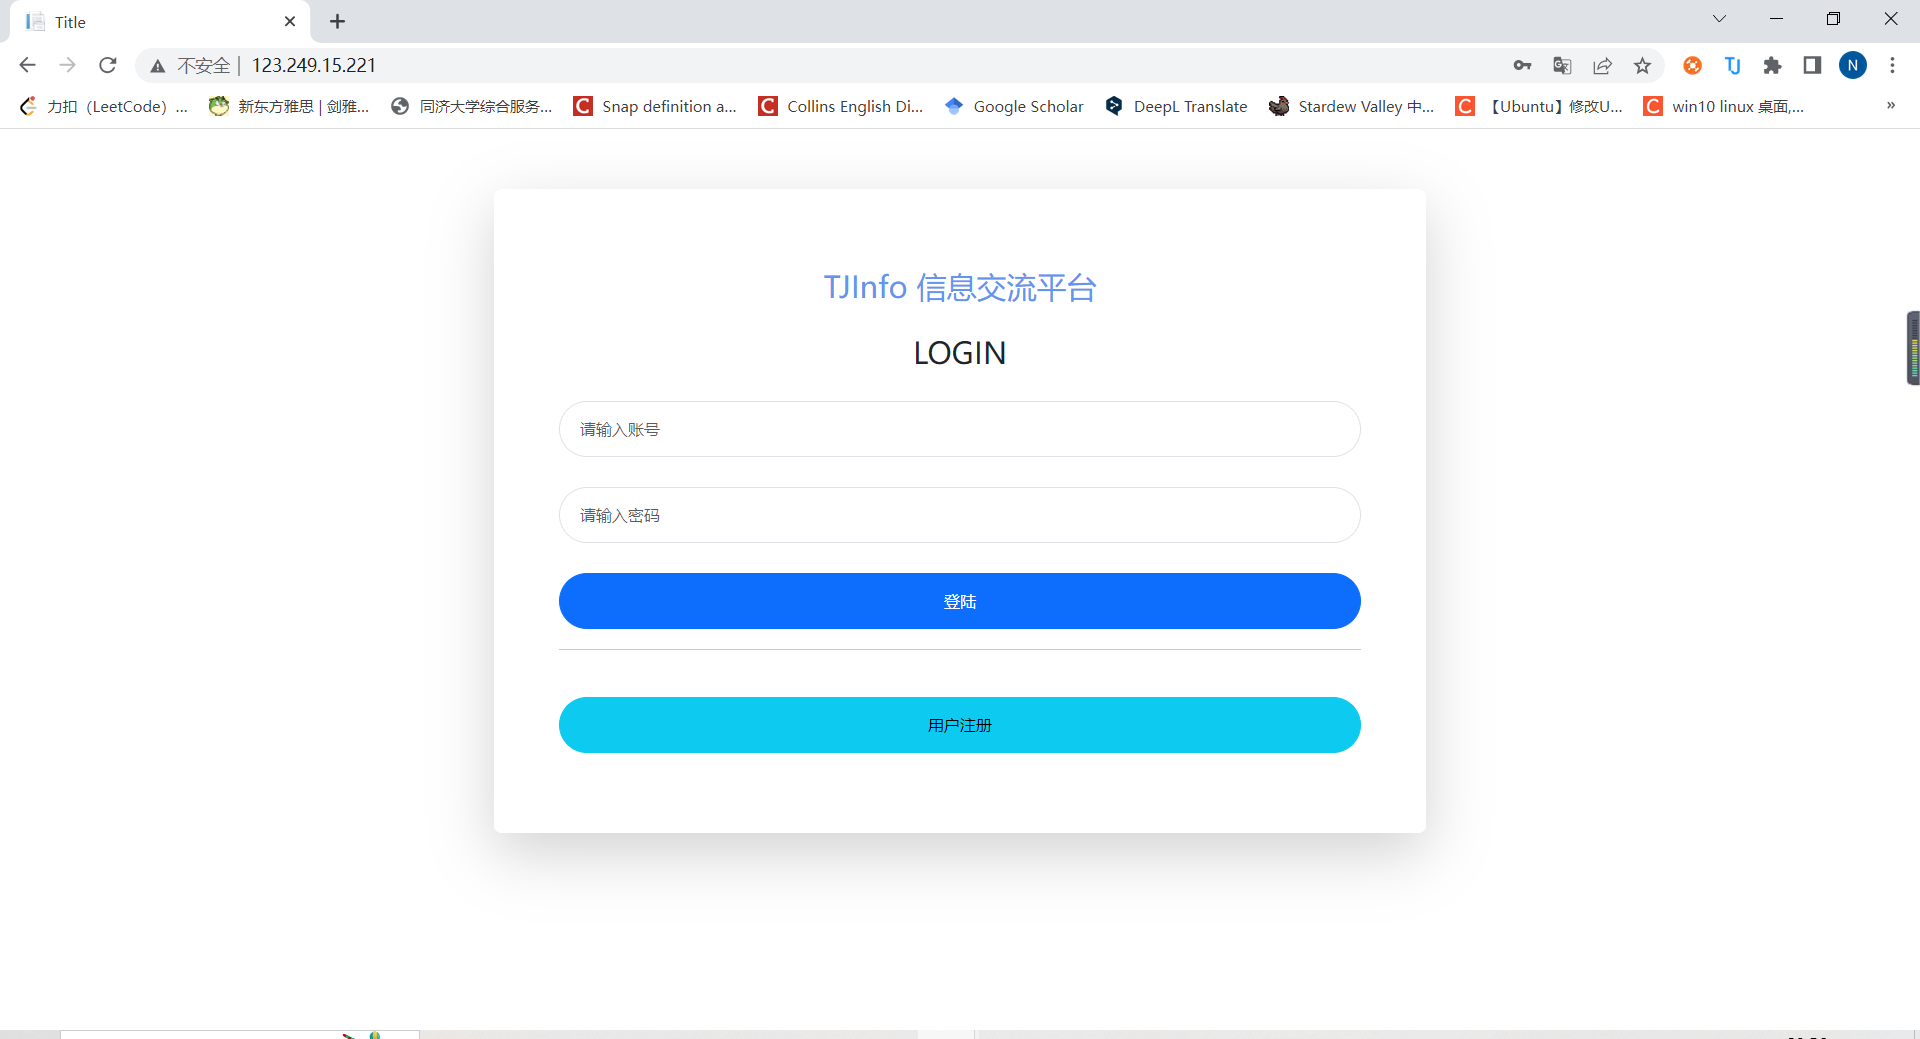 Title
不安全 | 123.249.15.221
N
力扣（LeetCode）... 新东方雅思 | 剑雅... 同济大学综合服务... Snap definition a... Collins English Di... Google Scholar DeepL Translate Stardew Valley 中... 【Ubuntu】修改U... win10 linux 桌面,... »
TJInfo 信息交流平台
LOGIN
请输入账号
请输入密码
登陆
用户注册